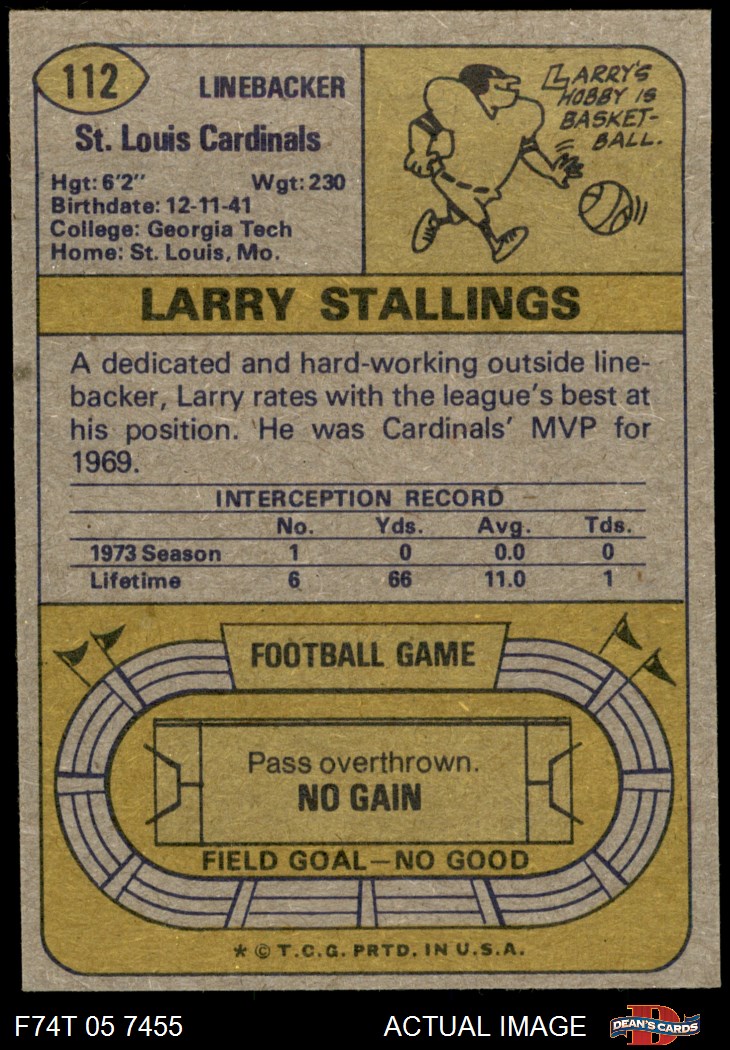 112
LINEBACKER
St. Louis Cardinals
Hgt: 6'2" Wgt: 230
Birthdate: 12-11-41
College: Georgia Tech
Home: St. Louis, Mo.
LARRY'S
HOBBY IS
BASKET-
BALL.
LARRY STALLINGS
A dedicated and hard-working outside line-
backer, Larry rates with the league's best at
his position. He was Cardinals' MVP for
1969.
INTERCEPTION RECORD
No. Yds. Avg. Tds.
1973 Season 1 0 0.0 0
Lifetime 6 66 11.0 1
FOOTBALL GAME
Pass overthrown.
NO GAIN
FIELD GOAL—NO GOOD
* © T.C.G. PRTD. IN U.S.A.
F74T 05 7455 ACTUAL IMAGE
D
DEAN'S CARDS